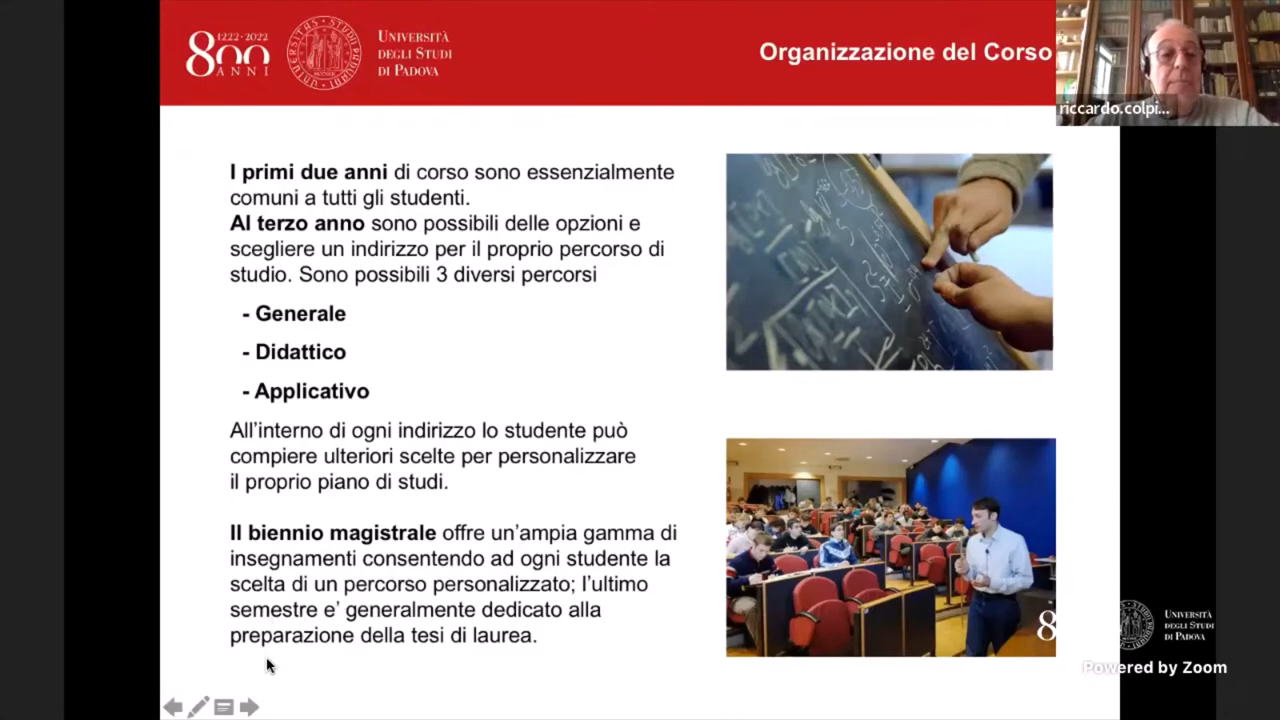 1222-2022
800
ANNI
UNIVERSITÀ
DEGLI STUDI
DI PADOVA
Organizzazione del Corso
riccardo.colpi...
I primi due anni di corso sono essenzialmente
comuni a tutti gli studenti.
Al terzo anno sono possibili delle opzioni e
scegliere un indirizzo per il proprio percorso di
studio. Sono possibili 3 diversi percorsi
- Generale
- Didattico
- Applicativo
All'interno di ogni indirizzo lo studente può
compiere ulteriori scelte per personalizzare
il proprio piano di studi.
Il biennio magistrale offre un'ampia gamma di
insegnamenti consentendo ad ogni studente la
scelta di un percorso personalizzato; l'ultimo
semestre e' generalmente dedicato alla
preparazione della tesi di laurea.
8
UNIVERSITÀ
DEGLI STUDI
DI PADOVA
Powered by Zoom